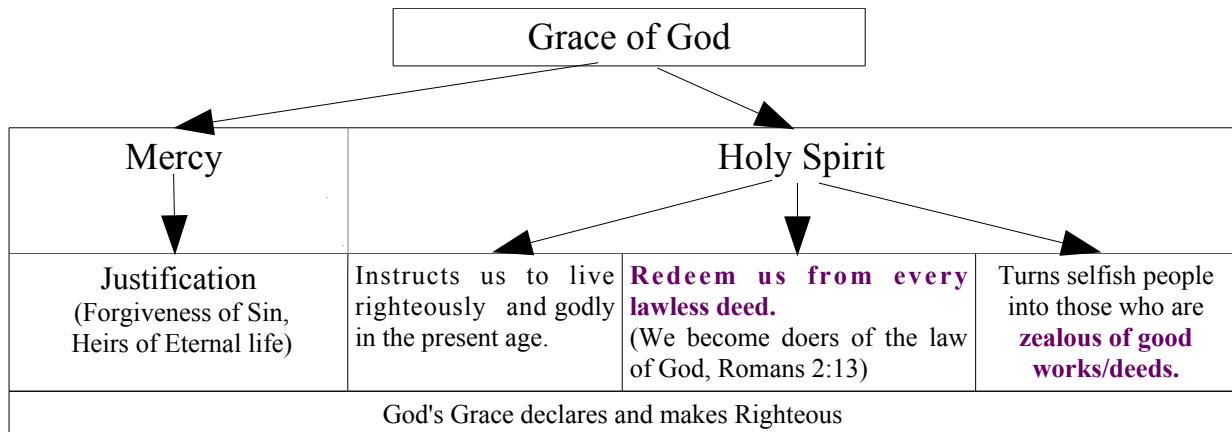 Grace of God
Mercy
Holy Spirit
Justification
(Forgiveness of Sin,
Heirs of Eternal life)
Instructs us to live
righteously and godly
in the present age.
Redeem us from every
lawless deed.
(We become doers of the law
of God, Romans 2:13)
Turns selfish people
into those who are
zealous of good
works/deeds.
God's Grace declares and makes Righteous